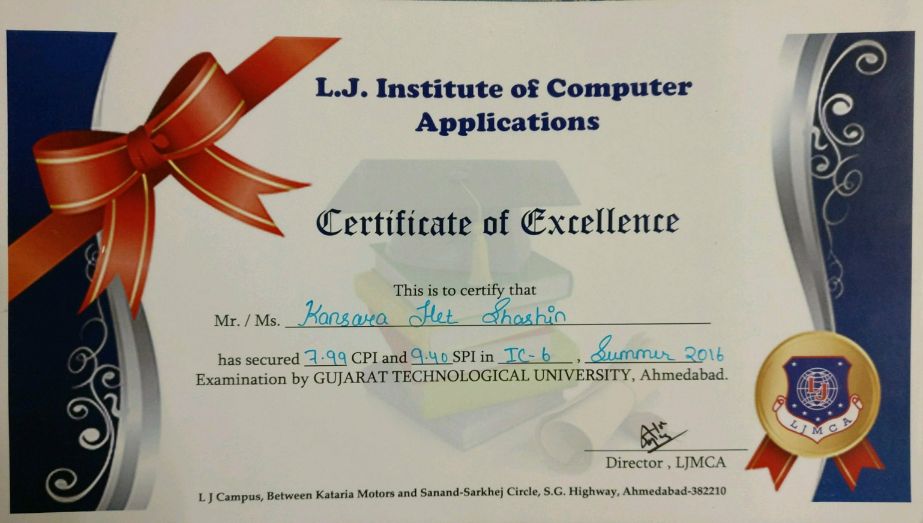 L.J. Institute of Computer
Applications
Certificate of Excellence
This is to certify that
Mr. / Ms. Kansara Het Shashin
has secured 7.99 CPI and 9.40 SPI in IC-6 , Summer 2016
Examination by GUJARAT TECHNOLOGICAL UNIVERSITY, Ahmedabad.
LJ
LJMCA
Director , LJMCA
L J Campus, Between Kataria Motors and Sanand-Sarkhej Circle, S.G. Highway, Ahmedabad-382210